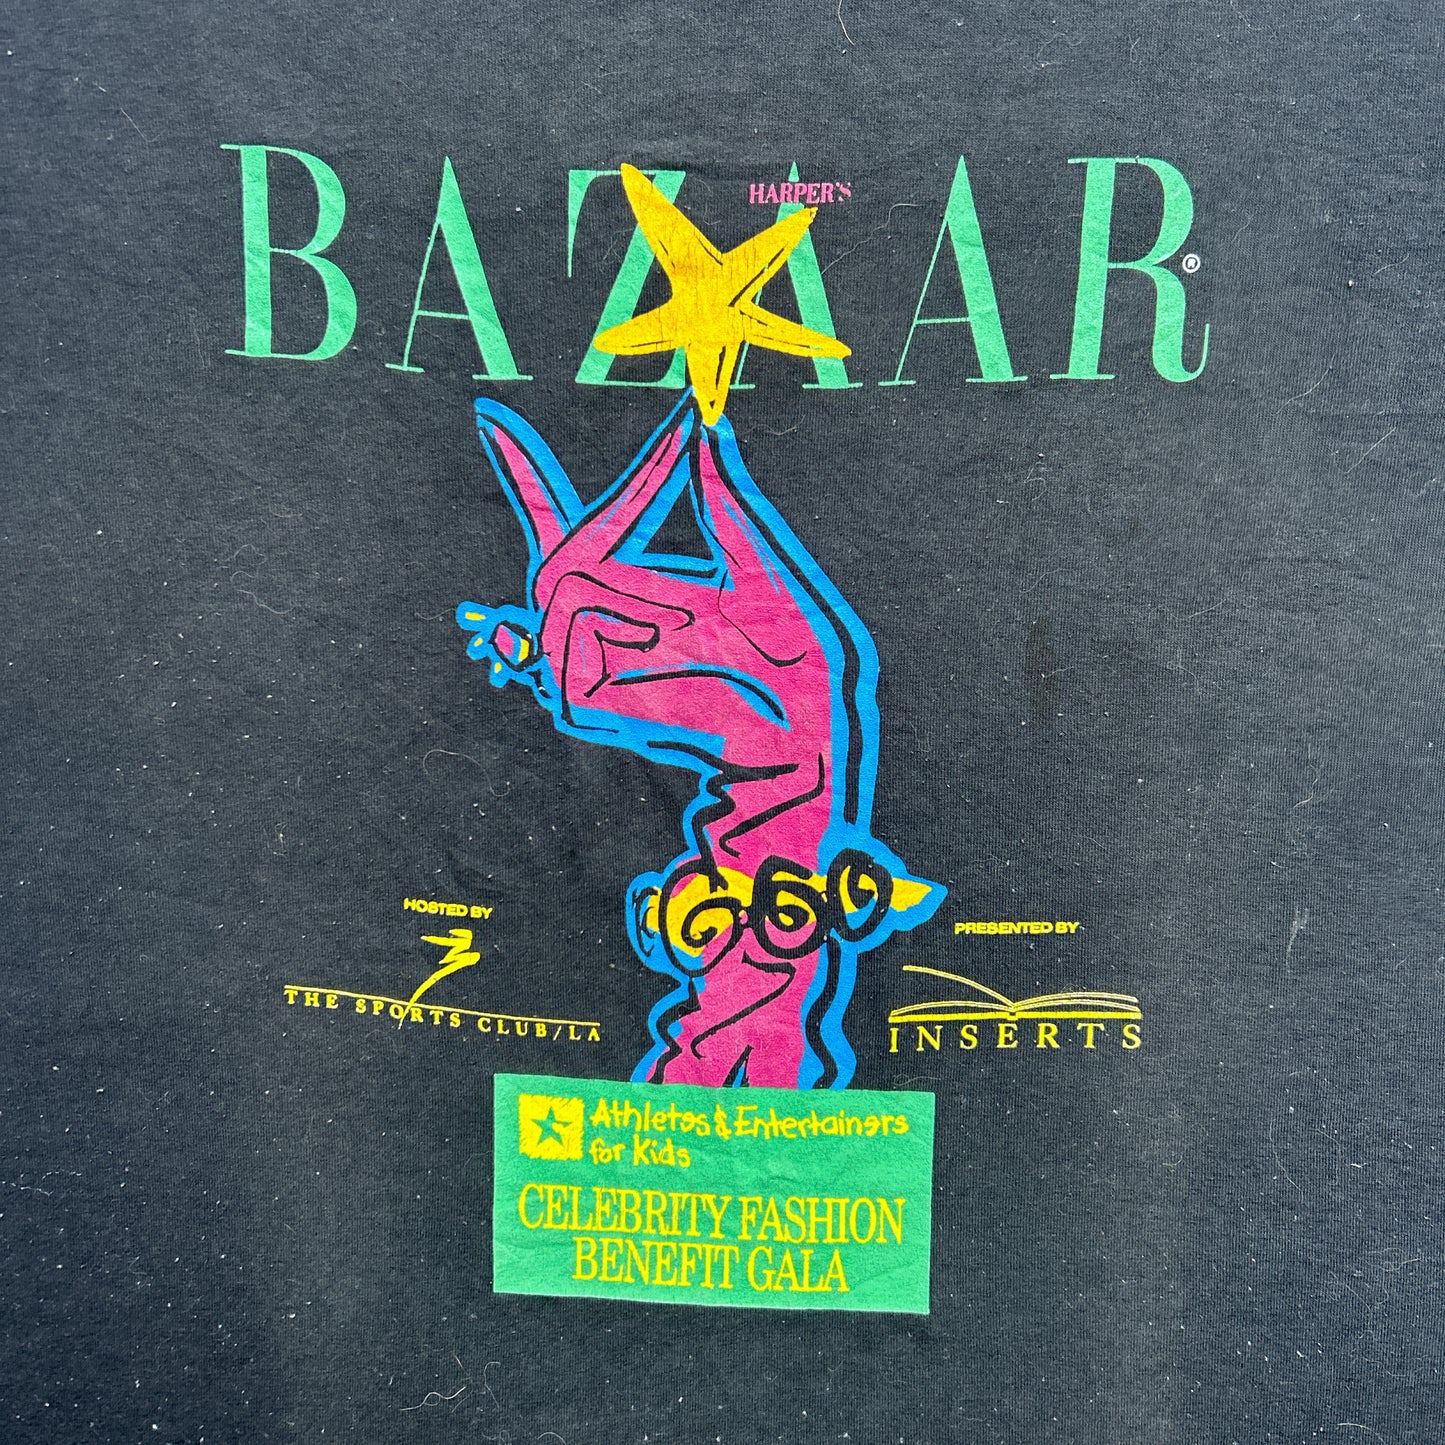 HARPER'S
BAZAAR®
HOSTED BY
THE SPORTS CLUB/LA
PRESENTED BY
INSERTS
Athletes & Entertainers
for Kids
CELEBRITY FASHION
BENEFIT GALA